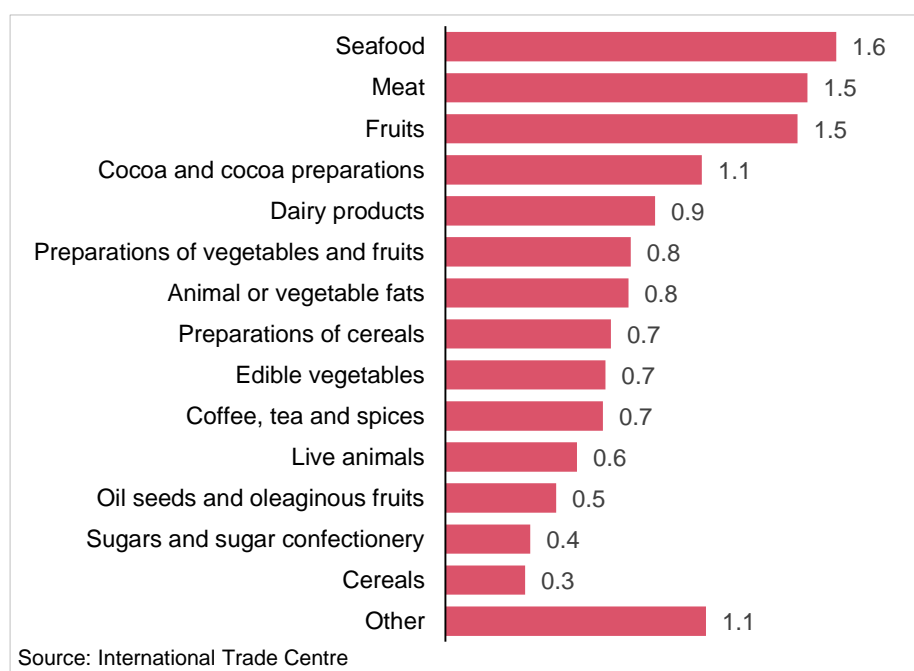 Seafood 1.6
Meat 1.5
Fruits 1.5
Cocoa and cocoa preparations 1.1
Dairy products 0.9
Preparations of vegetables and fruits 0.8
Animal or vegetable fats 0.8
Preparations of cereals 0.7
Edible vegetables 0.7
Coffee, tea and spices 0.7
Live animals 0.6
Oil seeds and oleaginous fruits 0.5
Sugars and sugar confectionery 0.4
Cereals 0.3
Other 1.1
Source: International Trade Centre